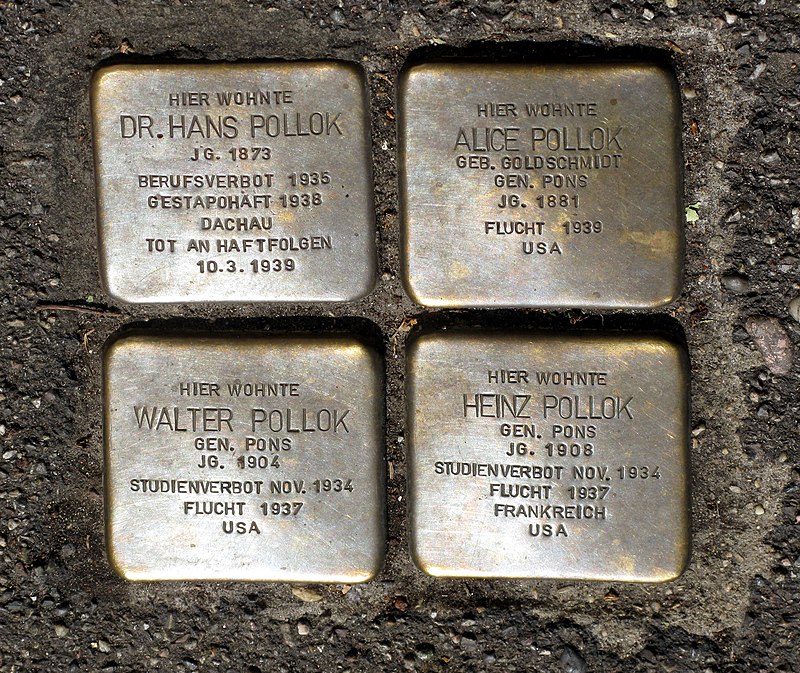 HIER WOHNTE
DR. HANS POLLOK
JG. 1873
BERUFSVERBOT 1935
GESTAPOHAFT 1938
DACHAU
TOT AN HAFTFOLGEN
10.3.1939
HIER WOHNTE
ALICE POLLOK
GEB. GOLDSCHMIDT
GEN. PONS
JG. 1881
FLUCHT 1939
USA
HIER WOHNTE
WALTER POLLOK
GEN. PONS
JG. 1904
STUDIENVERBOT NOV. 1934
FLUCHT 1937
USA
HIER WOHNTE
HEINZ POLLOK
GEN. PONS
JG. 1908
STUDIENVERBOT NOV. 1934
FLUCHT 1937
FRANKREICH
USA